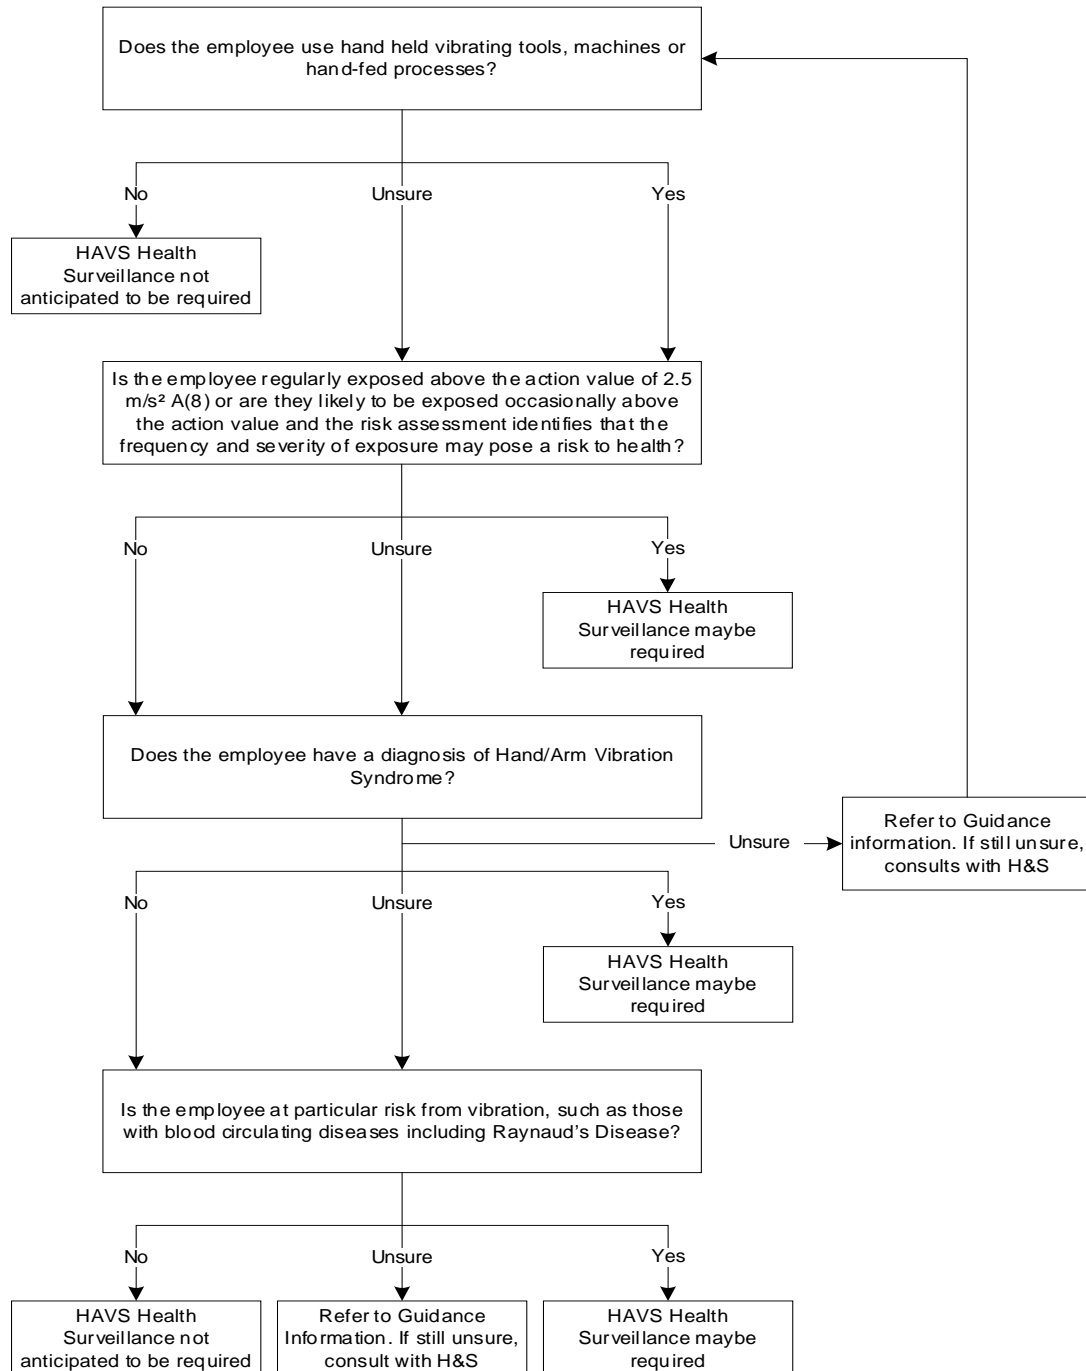 Does the employee use hand held vibrating tools, machines or
hand-fed processes?
No
Unsure
Yes
HAVS Health
Surveillance not
anticipated to be required
Is the employee regularly exposed above the action value of 2.5
m/s² A(8) or are they likely to be exposed occasionally above
the action value and the risk assessment identifies that the
frequency and severity of exposure may pose a risk to health?
No
Unsure
Yes
HAVS Health
Surveillance maybe
required
Does the employee have a diagnosis of Hand/Arm Vibration
Syndrome?
Unsure
Refer to Guidance
information. If still unsure,
consults with H&S
No
Unsure
Yes
HAVS Health
Surveillance maybe
required
Is the employee at particular risk from vibration, such as those
with blood circulating diseases including Raynaud's Disease?
No
Unsure
Yes
HAVS Health
Surveillance not
anticipated to be required
Refer to Guidance
Information. If still unsure,
consult with H&S
HAVS Health
Surveillance maybe
required